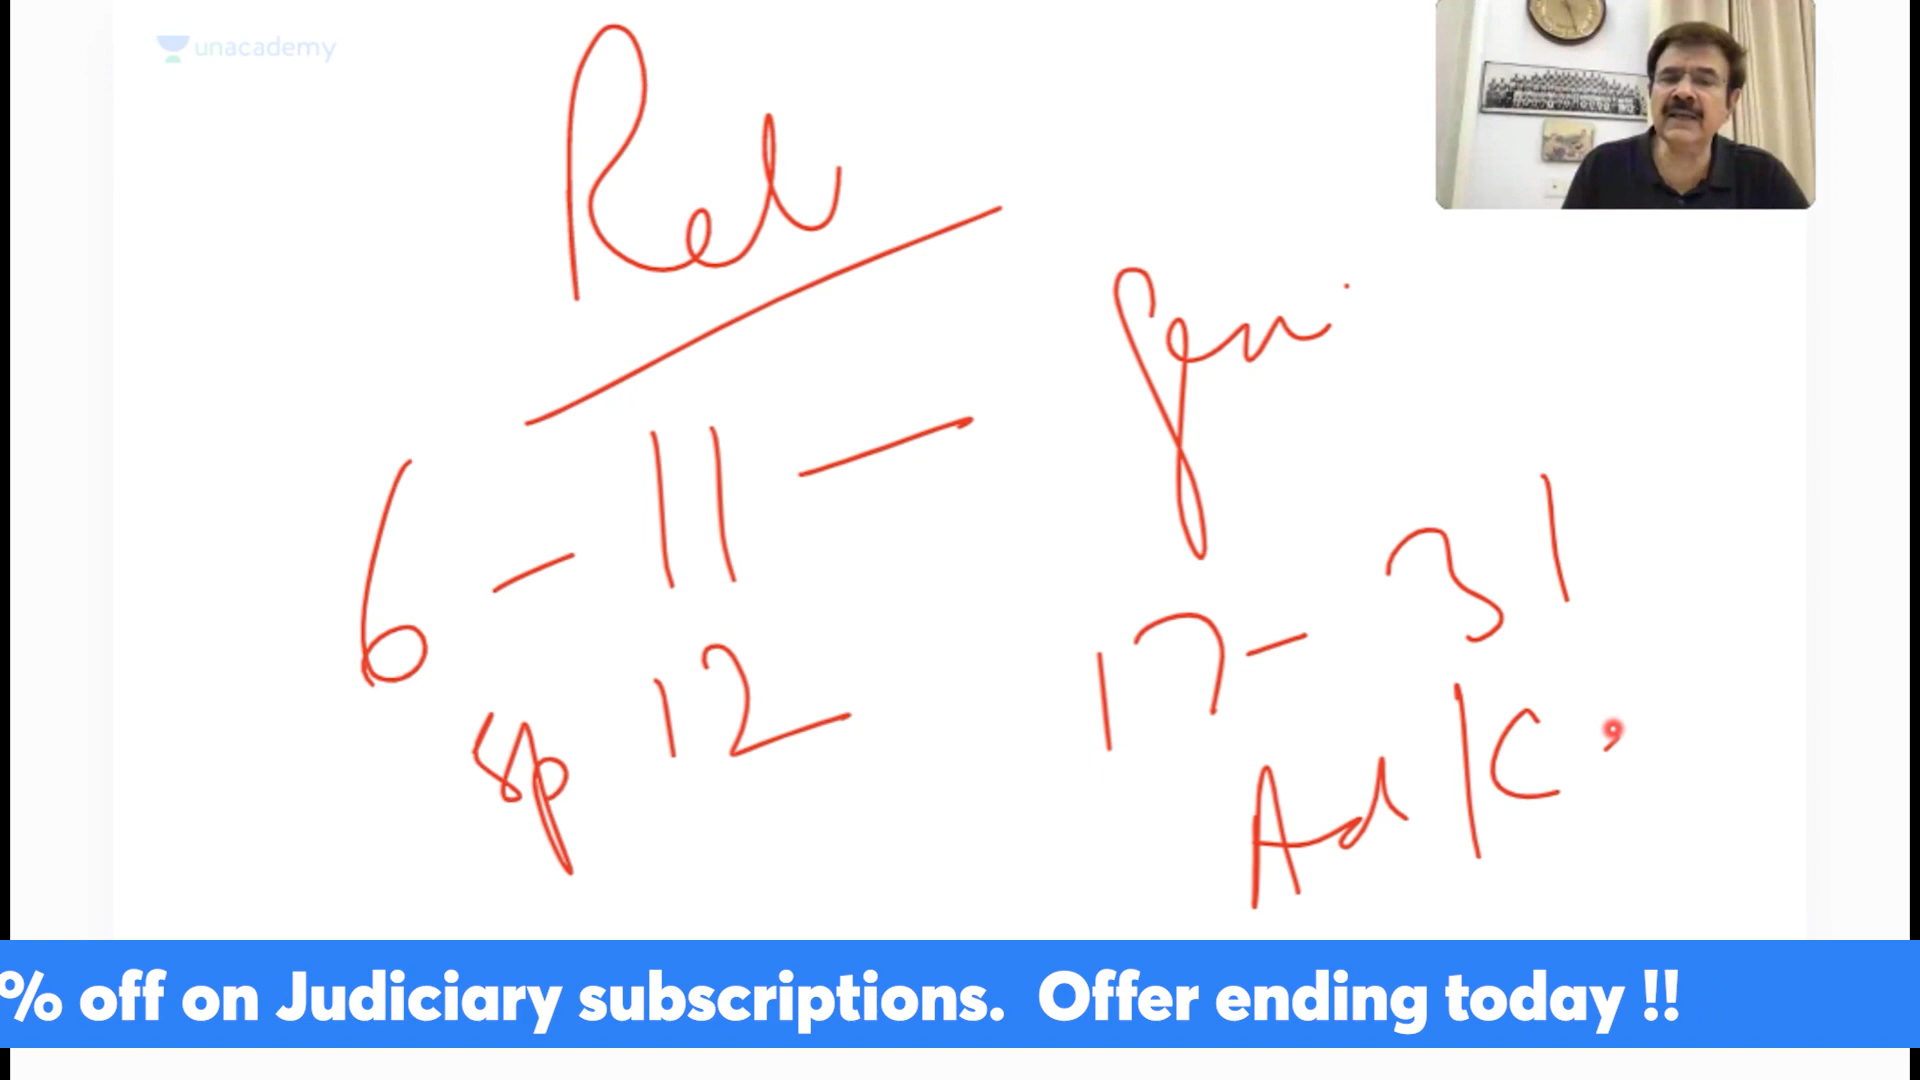 unacademy
Rel
6 - 11 — Gen.
Sp 12
17 - 31
Ad/C
% off on Judiciary subscriptions. Offer ending today !!